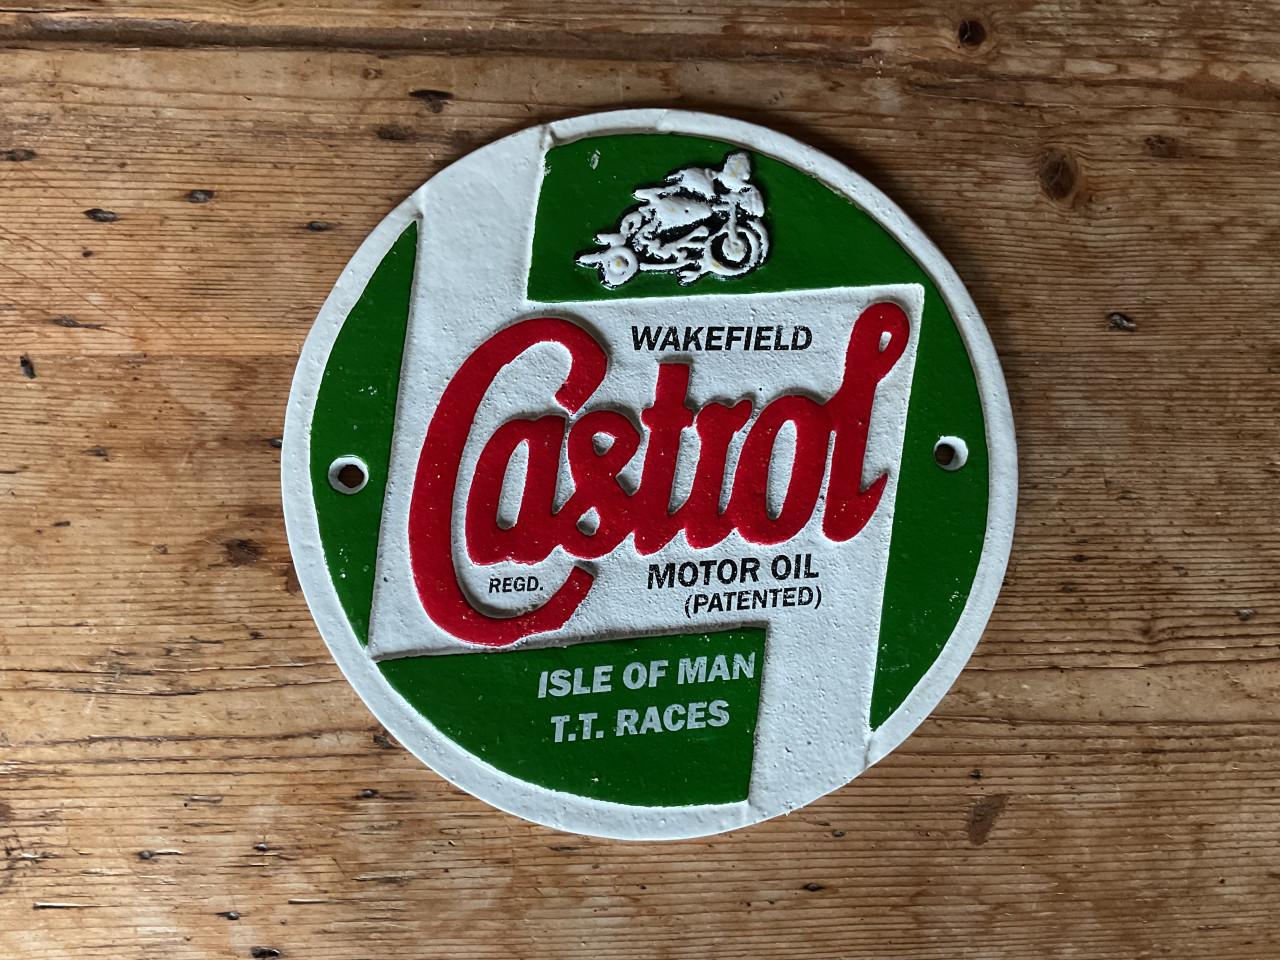 WAKEFIELD
Castrol
REGD.
MOTOR OIL
(PATENTED)
ISLE OF MAN
T.T. RACES